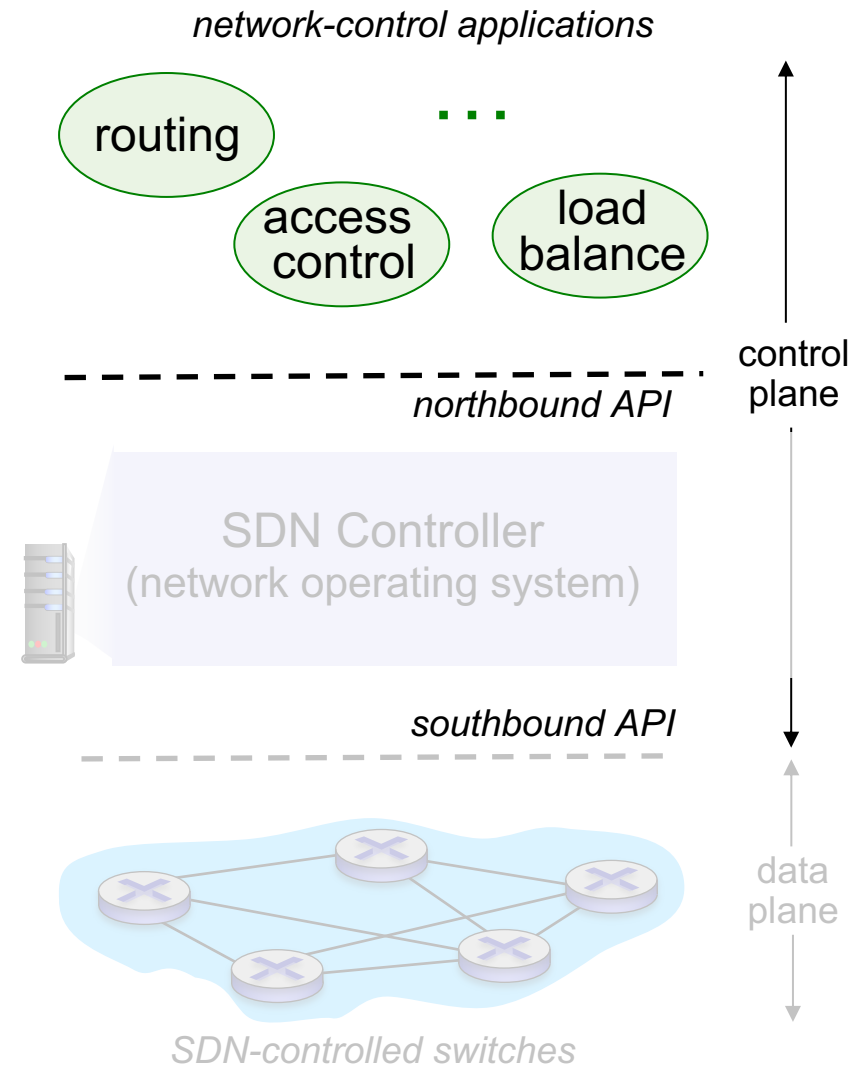 network-control applications
routing
...
access
control
load
balance
control
plane
northbound API
SDN Controller
(network operating system)
southbound API
data
plane
SDN-controlled switches